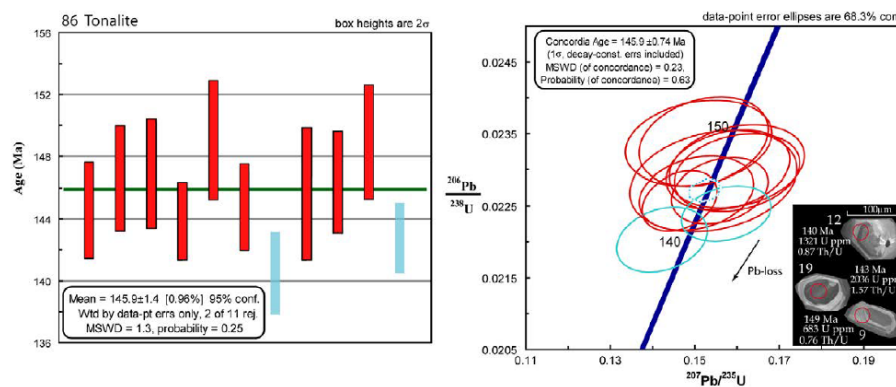 86 Tonalite
box heights are 2σ
156
152
148
144
140
136
Age (Ma)
Mean = 145.9±1.4 [0.96%] 95% conf.
Wtd by data-pt errs only, 2 of 11 rej.
MSWD = 1.3, probability = 0.25
data-point error ellipses are 68.3% con
Concordia Age = 145.9 ±0.74 Ma
(1σ, decay-const. errs included)
MSWD (of concordance) = 0.23,
Probability (of concordance) = 0.63
0.0245
0.0235
0.0225
0.0215
0.0205
206Pb
238U
150
140
Pb-loss
100μm
12
140 Ma
1321 U ppm
0.87 Th/U
19
143 Ma
2036 U ppm
1.57 Th/U
149 Ma
683 U ppm
0.76 Th/U
9
0.11
0.13
0.15
0.17
0.19
207Pb/235U